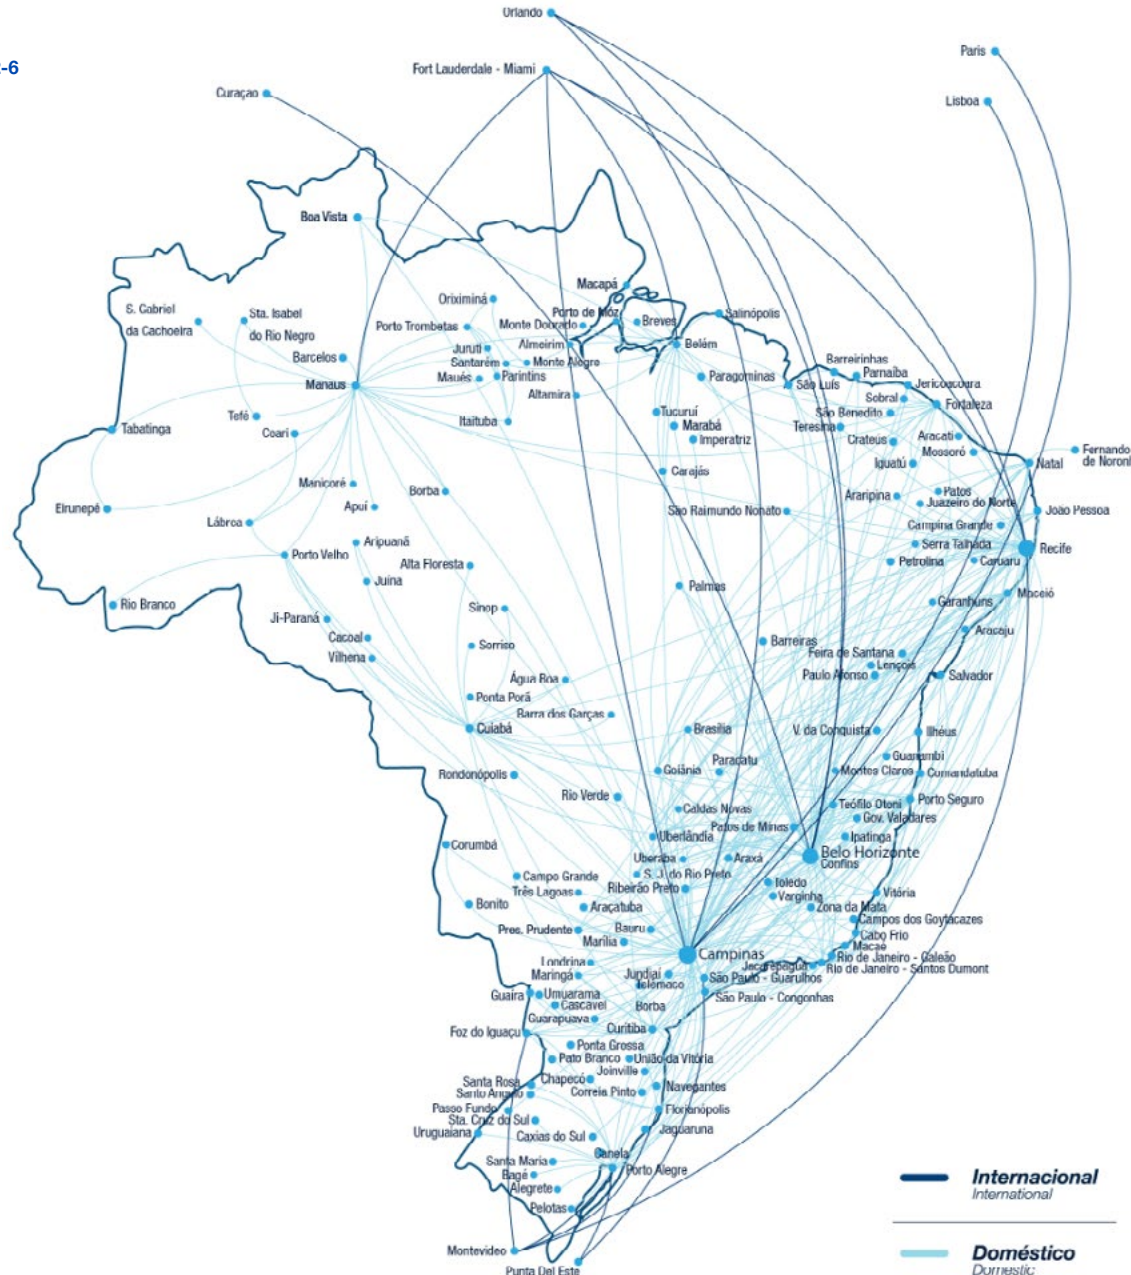 Orlando
Paris
-6
Fort Lauderdale - Miami
Curaçao
Lisboa
Boa Vista
Macapá
Oriximiná
S. Gabriel
da Cachoeira
Sta. Isabel
do Rio Negro
Porto de Moz
Salinópolis
Porto Trombetas
Monte Dourado
Breves
Almeirim
Belém
Juruti
Barcelos
Santarém
Monte Alegre
Barreirinhas
Parnaíba
Manaus
Maués
Parintins
Paragominas
São Luís
Jericoacoara
Altamira
Sobral
Fortaleza
Tefé
Itaituba
Tucuruí
São Benedito
Tabatinga
Coari
Marabá
Teresina
Imperatriz
Crateús
Aracati
Mossoró
Fernando
de Noronl
Carajás
Iguatú
Natal
Manicoré
Borba
Araripina
Patos
Eirunepé
Apuí
São Raimundo Nonato
Juazeiro do Norte
João Pessoa
Lábrea
Campina Grande
Aripuanã
Serra Talhada
Recife
Porto Velho
Alta Floresta
Petrolina
Caruaru
Juína
Palmas
Maceió
Rio Branco
Sinop
Garanhuns
Ji-Paraná
Cacoal
Sorriso
Barreiras
Aracaju
Vilhena
Feira de Santana
Lençois
Água Boa
Paulo Afonso
Salvador
Ponta Porã
Barra dos Garças
Cuiabá
Brasília
V. da Conquista
Ilhéus
Guanambi
Rondonópolis
Goiânia
Paracatu
Montes Claros
Comandatuba
Rio Verde
Caldas Novas
Teófilo Otoni
Porto Seguro
Gov. Valadares
Uberlândia
Patos de Minas
Ipatinga
Corumbá
Belo Horizonte
Confins
Uberaba
Araxá
Campo Grande
S. J. do Rio Preto
Três Lagoas
Ribeirão Preto
Toledo
Vitória
Bonito
Araçatuba
Varginha
Zona da Mata
Campos dos Goytacazes
Pres. Prudente
Bauru
Cabo Frio
Marília
Macaé
Campinas
Rio de Janeiro - Galeão
Londrina
Jacarepagua
Rio de Janeiro - Santos Dumont
Maringá
Jundiaí
São Paulo - Guarulhos
Telêmaco
Guaira
Umuarama
São Paulo - Congonhas
Cascavel
Borba
Guarapuava
Foz do Iguaçu
Curitiba
Ponta Grossa
Pato Branco
União da Vitória
Joinville
Santa Rosa
Chapecó
Navegantes
Santo Angelo
Correia Pinto
Passo Fundo
Florianópolis
Sta. Cruz do Sul
Uruguaiana
Caxias do Sul
Jaguaruna
Canela
Santa Maria
Porto Alegre
Bagé
Alegrete
Internacional
International
Pelotas
Montevideo
Doméstico
Domestic
Punta Del Este